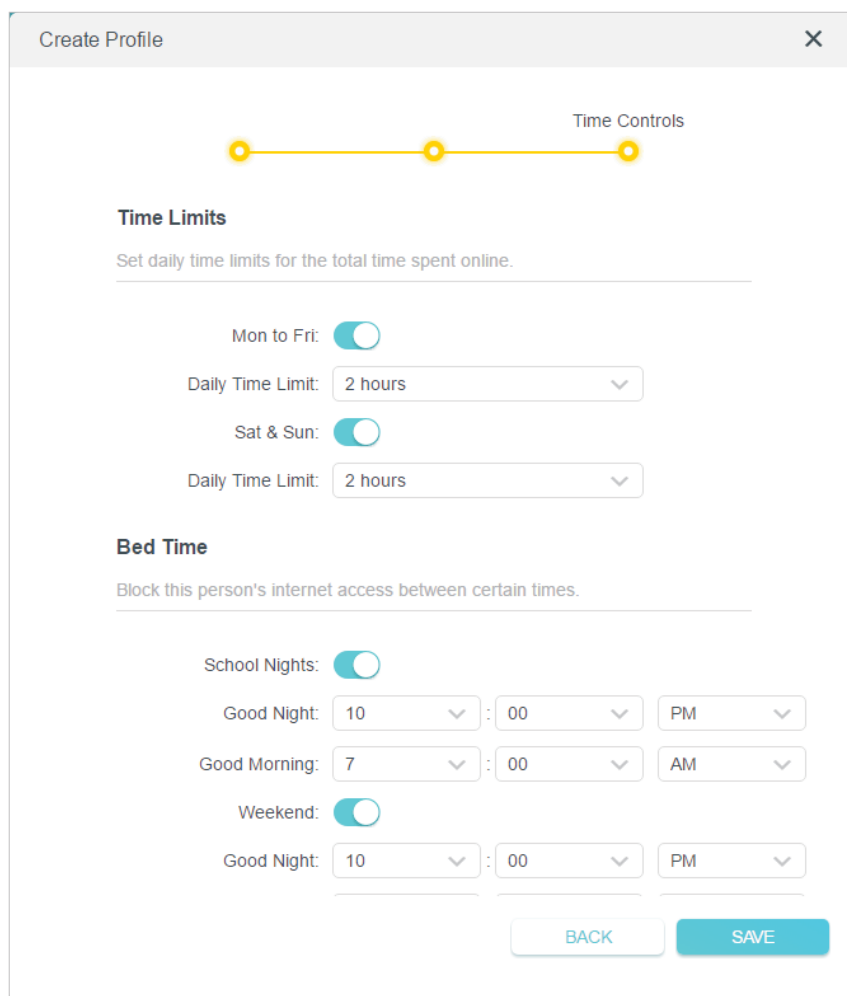 Create Profile
Time Controls
Time Limits
Set daily time limits for the total time spent online.
Mon to Fri:
Daily Time Limit: 2 hours
Sat & Sun:
Daily Time Limit: 2 hours
Bed Time
Block this person's internet access between certain times.
School Nights:
Good Night: 10 : 00 PM
Good Morning: 7 : 00 AM
Weekend:
Good Night: 10 : 00 PM
BACK SAVE